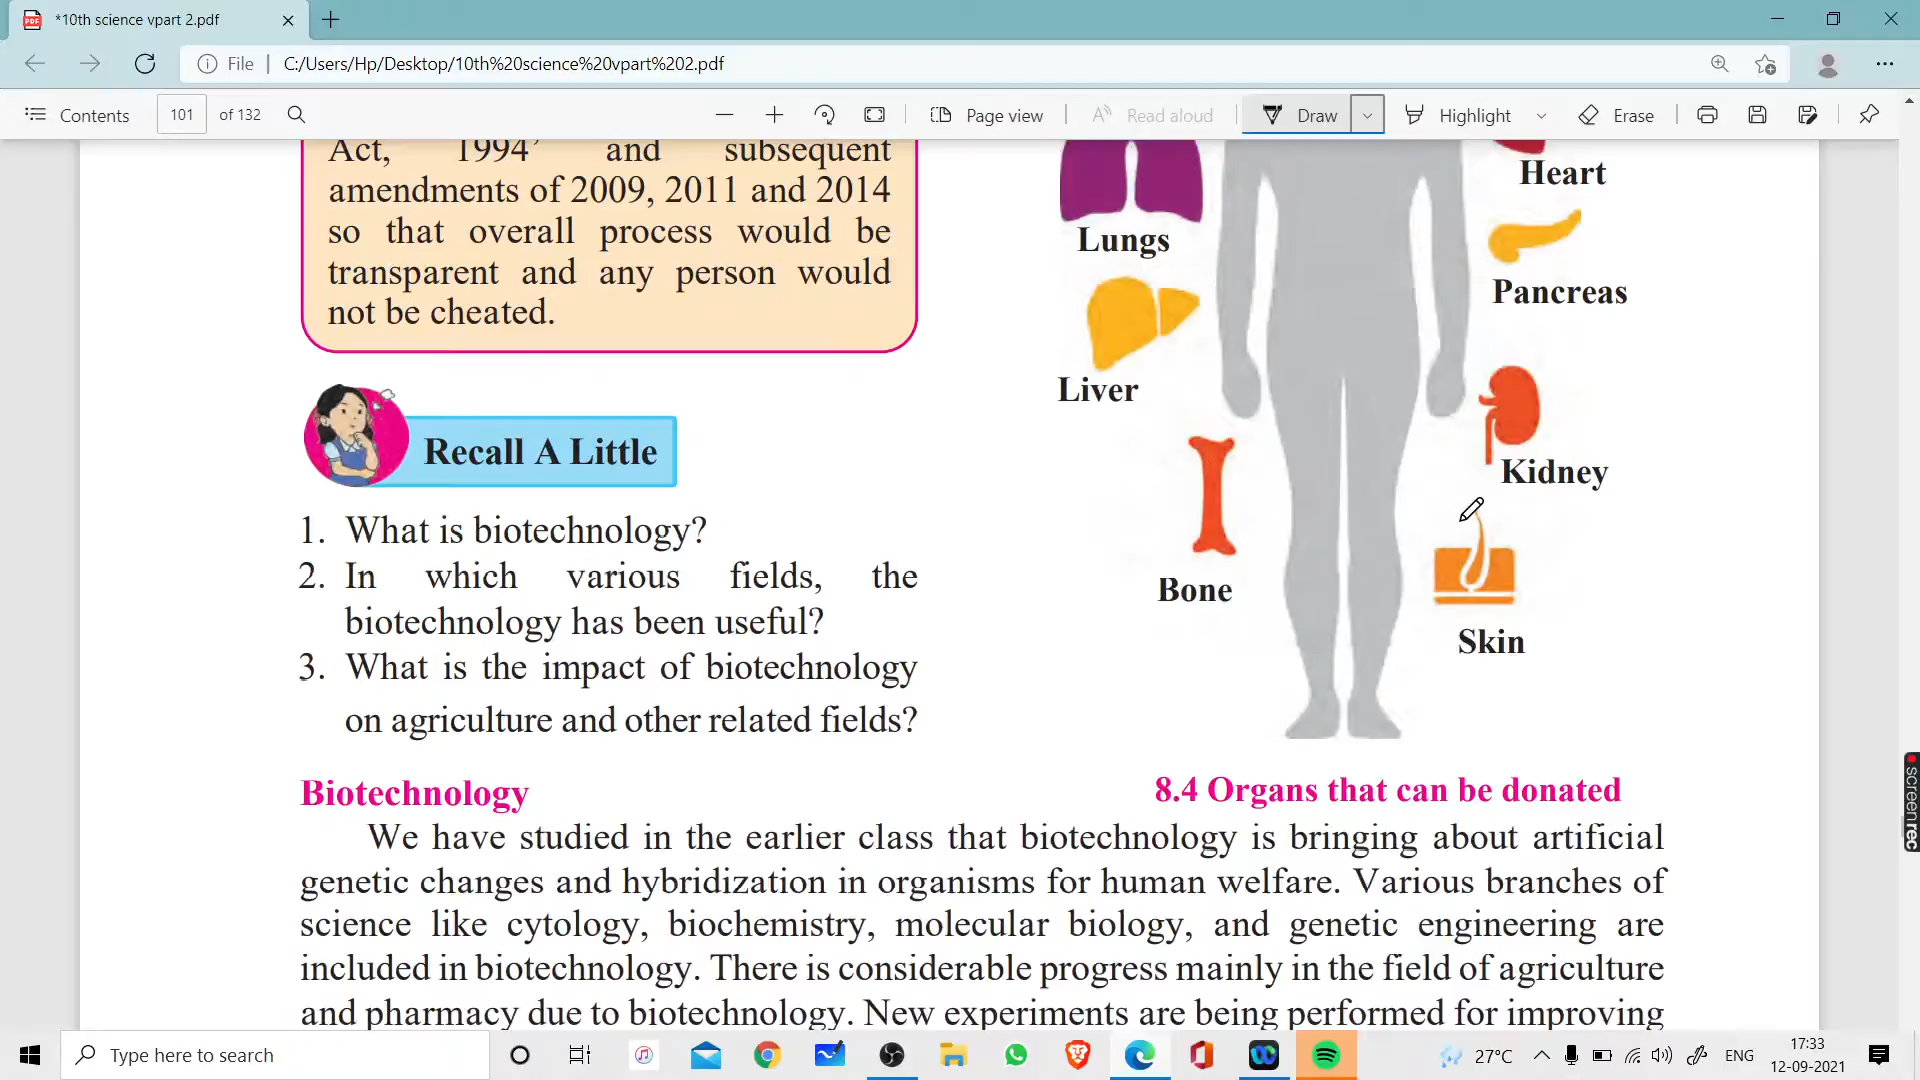 *10th science vpart 2.pdf
File
C:/Users/Hp/Desktop/10th%20science%20vpart%202.pdf
Contents
101
of 132
Page view
Read aloud
Draw
Highlight
Erase
Act, 1994’ and subsequent
amendments of 2009, 2011 and 2014
so that overall process would be
transparent and any person would
not be cheated.
Recall A Little
1. What is biotechnology?
2. In which various fields, the
biotechnology has been useful?
3. What is the impact of biotechnology
on agriculture and other related fields?
Heart
Lungs
Pancreas
Liver
Kidney
Bone
Skin
8.4 Organs that can be donated
Biotechnology
We have studied in the earlier class that biotechnology is bringing about artificial
genetic changes and hybridization in organisms for human welfare. Various branches of
science like cytology, biochemistry, molecular biology, and genetic engineering are
included in biotechnology. There is considerable progress mainly in the field of agriculture
and pharmacy due to biotechnology. New experiments are being performed for improving
screenrec
Type here to search
27°C
ENG
17:33
12-09-2021